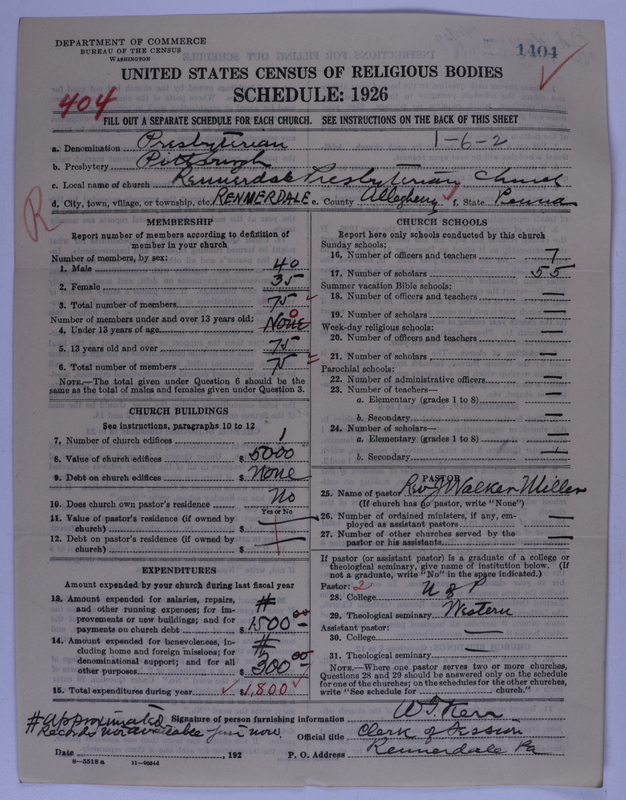 DEPARTMENT OF COMMERCE
BUREAU OF THE CENSUS
WASHINGTON
1404
UNITED STATES CENSUS OF RELIGIOUS BODIES
404
SCHEDULE: 1926
FILL OUT A SEPARATE SCHEDULE FOR EACH CHURCH. SEE INSTRUCTIONS ON THE BACK OF THIS SHEET
a. Denomination Presbyterian 1-6-2
b. Presbytery Pittsburgh
c. Local name of church Rennerdale Presbyterian Church
d. City, town, village, or township, etc. RENNERDALE e. County Allegheny f. State Penna
R
MEMBERSHIP
Report number of members according to definition of member in your church
Number of members, by sex:
1. Male 40
2. Female 35
3. Total number of members 75
Number of members under and over 13 years old:
4. Under 13 years of age None 0
5. 13 years old and over 75
6. Total number of members 75
NOTE.—The total given under Question 6 should be the
same as the total of males and females given under Question 3.
CHURCH BUILDINGS
See instructions, paragraphs 10 to 12
7. Number of church edifices 1
8. Value of church edifices $ 5000
9. Debt on church edifices $ None
10. Does church own pastor's residence No
Yes or No
11. Value of pastor's residence (if owned by
church) $ —
12. Debt on pastor's residence (if owned by
church) $ —
EXPENDITURES
Amount expended by your church during last fiscal year
13. Amount expended for salaries, repairs,
and other running expenses; for im-
provements or new buildings; and for
payments on church debt # $ 1500 00
14. Amount expended for benevolences, in-
cluding home and foreign missions; for
denominational support; and for all
other purposes # $ 300 00
15. Total expenditures during year $ 1,800
CHURCH SCHOOLS
Report here only schools conducted by this church
Sunday schools:
16. Number of officers and teachers 7
17. Number of scholars 55
Summer vacation Bible schools:
18. Number of officers and teachers —
19. Number of scholars —
Week-day religious schools:
20. Number of officers and teachers —
21. Number of scholars —
Parochial schools:
22. Number of administrative officers —
23. Number of teachers—
a. Elementary (grades 1 to 8) —
b. Secondary —
24. Number of scholars—
a. Elementary (grades 1 to 8) —
b. Secondary —
PASTOR
25. Name of pastor Rev J Walker Miller
(If church has no pastor, write "None")
26. Number of ordained ministers, if any, em-
ployed as assistant pastors —
27. Number of other churches served by the
pastor or his assistants —
If pastor (or assistant pastor) is a graduate of a college or
theological seminary, give name of institution below. (If
not a graduate, write "No" in the space indicated.)
Pastor: 2
28. College U of P
29. Theological seminary Western
Assistant pastor:
30. College —
31. Theological seminary —
NOTE.—Where one pastor serves two or more churches,
Questions 28 and 29 should be answered only on the schedule
for one of the churches; on the schedules for the other churches,
write "See schedule for church."
# Approximated
Records not available just now.
Signature of person furnishing information W. J. Kerr
Official title Clerk of Session
Date , 192 P. O. Address Rennerdale Pa
8—5518 a